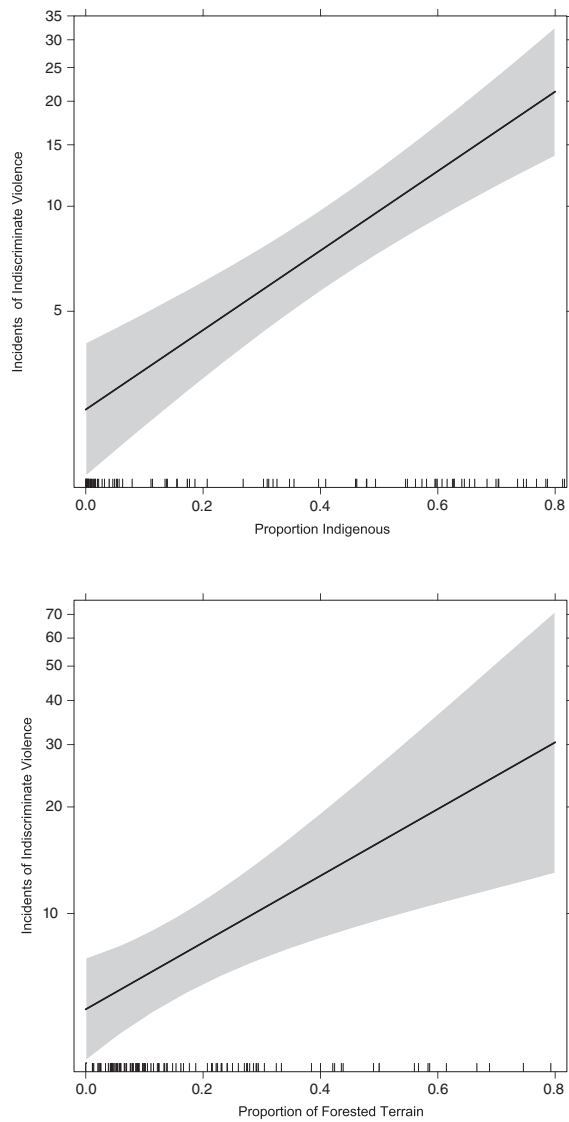 35
30
25
20
15
10
5
Incidents of Indiscriminate Violence
0.0 0.2 0.4 0.6 0.8
Proportion Indigenous
70
60
50
40
30
20
10
Incidents of Indiscriminate Violence
0.0 0.2 0.4 0.6 0.8
Proportion of Forested Terrain